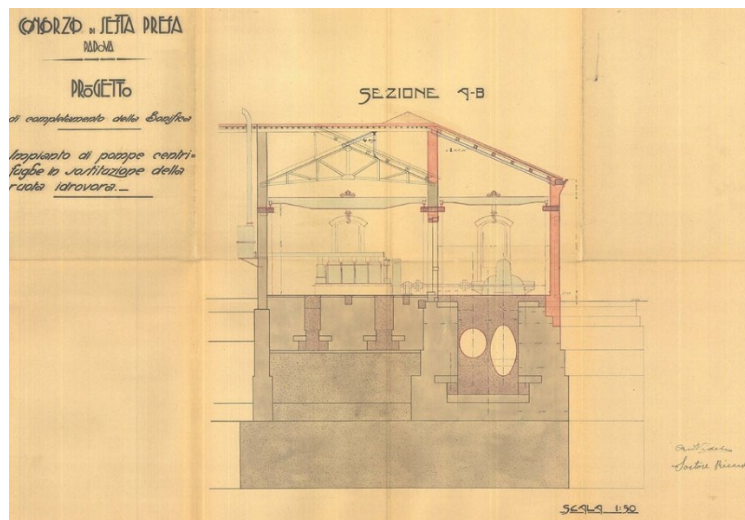 CONSORZIO DI SETTA PRESA
PADOVA
PROGETTO
di completamento della Bonifica
Impianto di pompe centri-
fughe in sostituzione della
ruota idrovora._
SEZIONE A-B
Sartori
SCALA 1:50